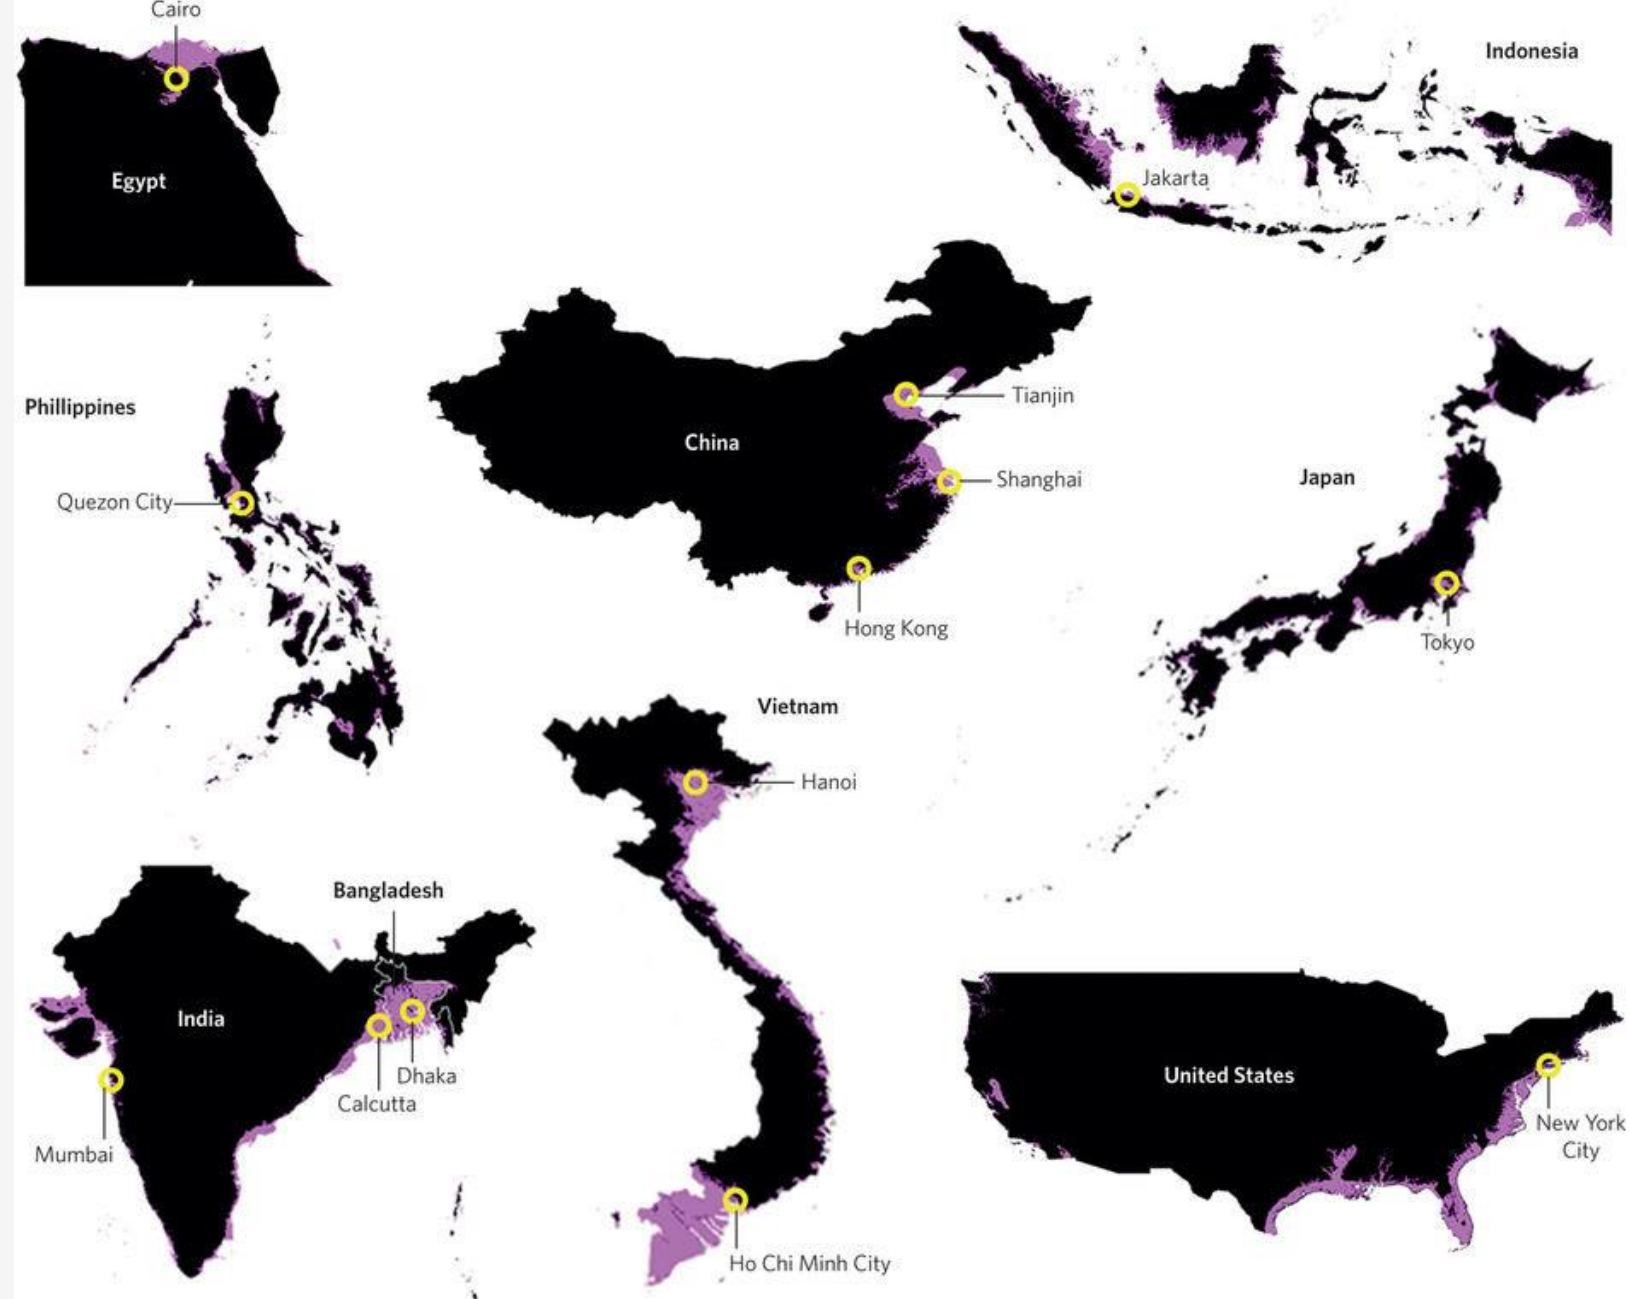 Cairo
Indonesia
Egypt
Jakarta
Phillippines
Tianjin
China
Shanghai
Japan
Quezon City
Hong Kong
Tokyo
Vietnam
Hanoi
Bangladesh
India
Dhaka
Calcutta
United States
Mumbai
New York
City
Ho Chi Minh City